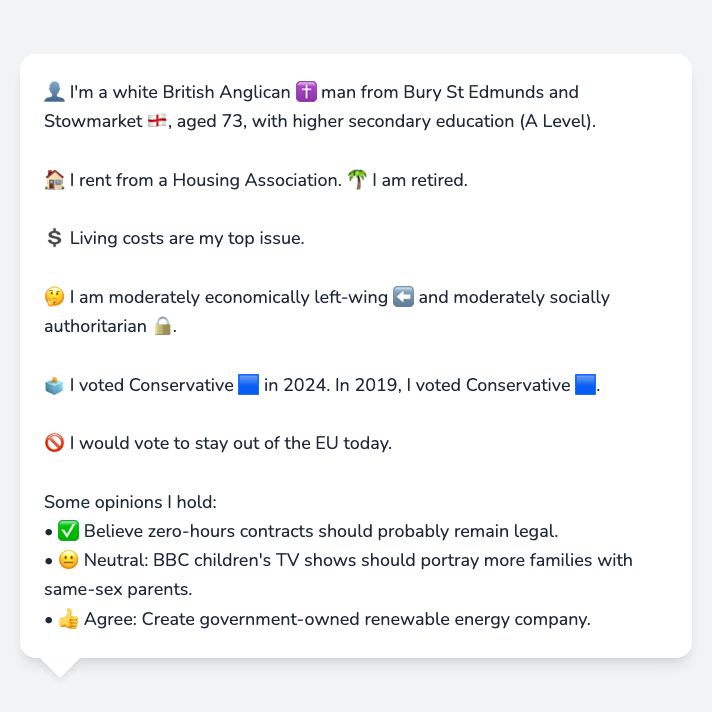 👤 I'm a white British Anglican ✝️ man from Bury St Edmunds and
Stowmarket 🏴󠁧󠁢󠁥󠁮󠁧󠁿, aged 73, with higher secondary education (A Level).
🏠 I rent from a Housing Association. 🌴 I am retired.
💲 Living costs are my top issue.
🤔 I am moderately economically left-wing ⬅️ and moderately socially
authoritarian 🔒.
🗳️ I voted Conservative 🟦 in 2024. In 2019, I voted Conservative 🟦.
🚫 I would vote to stay out of the EU today.
Some opinions I hold:
• ✅ Believe zero-hours contracts should probably remain legal.
• 😐 Neutral: BBC children's TV shows should portray more families with
same-sex parents.
• 👍 Agree: Create government-owned renewable energy company.